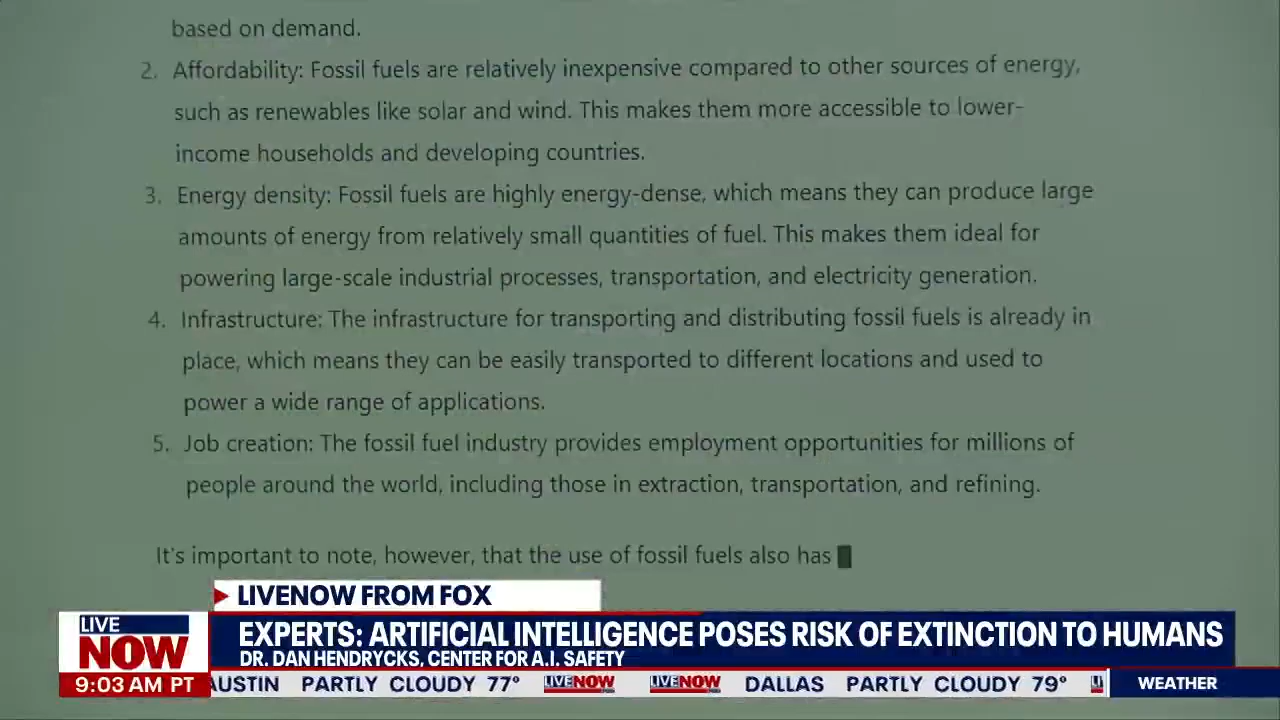 based on demand.
2. Affordability: Fossil fuels are relatively inexpensive compared to other sources of energy,
such as renewables like solar and wind. This makes them more accessible to lower-
income households and developing countries.
3. Energy density: Fossil fuels are highly energy-dense, which means they can produce large
amounts of energy from relatively small quantities of fuel. This makes them ideal for
powering large-scale industrial processes, transportation, and electricity generation.
4. Infrastructure: The infrastructure for transporting and distributing fossil fuels is already in
place, which means they can be easily transported to different locations and used to
power a wide range of applications.
5. Job creation: The fossil fuel industry provides employment opportunities for millions of
people around the world, including those in extraction, transportation, and refining.
It's important to note, however, that the use of fossil fuels also has
LIVENOW FROM FOX
LIVE
NOW
EXPERTS: ARTIFICIAL INTELLIGENCE POSES RISK OF EXTINCTION TO HUMANS
DR. DAN HENDRYCKS, CENTER FOR A.I. SAFETY
9:03 AM PT
AUSTIN PARTLY CLOUDY 77° LIVENOW LIVENOW DALLAS PARTLY CLOUDY 79° WEATHER